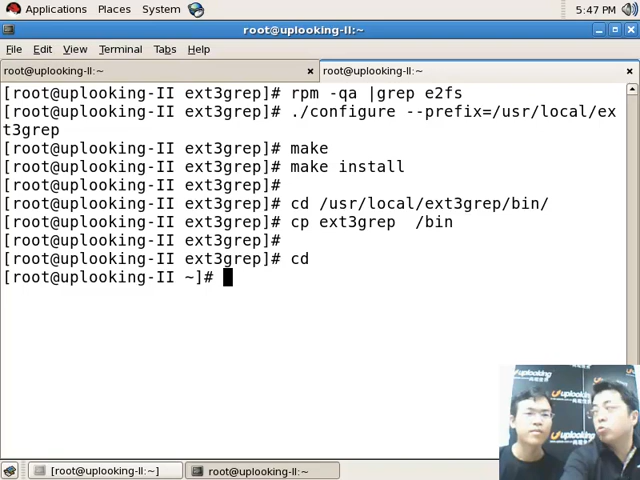 Applications Places System 5:47 PM
root@uplooking-II:~
File Edit View Terminal Tabs Help
root@uplooking-II:~ root@uplooking-II:~
[root@uplooking-II ext3grep]# rpm -qa |grep e2fs
[root@uplooking-II ext3grep]# ./configure --prefix=/usr/local/ex
t3grep
[root@uplooking-II ext3grep]# make
[root@uplooking-II ext3grep]# make install
[root@uplooking-II ext3grep]#
[root@uplooking-II ext3grep]# cd /usr/local/ext3grep/bin/
[root@uplooking-II ext3grep]# cp ext3grep  /bin
[root@uplooking-II ext3grep]#
[root@uplooking-II ext3grep]# cd
[root@uplooking-II ~]#
uplooking
uplooking
uplooking
[root@uplooking-II:~] root@uplooking-II:~